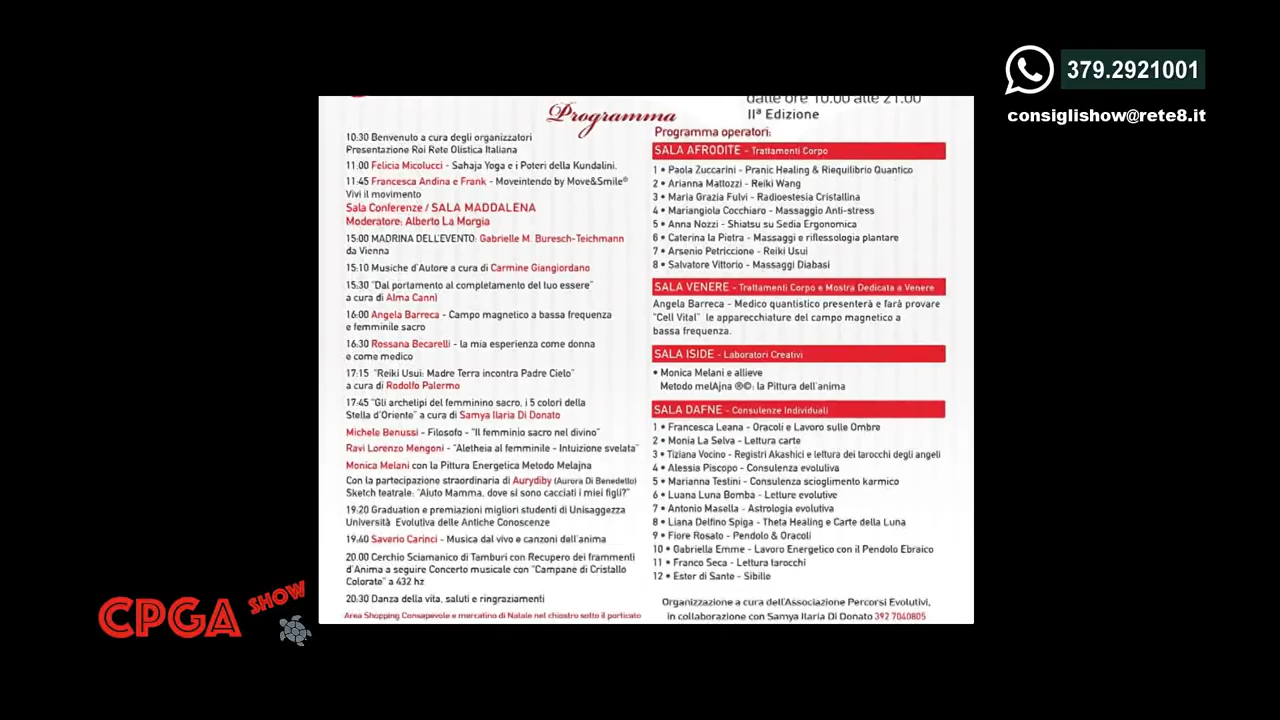 379.2921001
consiglishow@rete8.it
dalle ore 10.00 alle 21.00
IIª Edizione
Programma
10:30 Benvenuto a cura degli organizzatori
Presentazione Roi Rete Olistica Italiana
11:00 Felicia Micolucci - Sahaja Yoga e i Poteri della Kundalini.
11:45 Francesca Andina e Frank - Moveintendo by Move&Smile®
Vivi il movimento
Sala Conferenze / SALA MADDALENA
Moderatore: Alberto La Morgia
15:00 MADRINA DELL'EVENTO: Gabrielle M. Buresch-Teichmann
da Vienna
15:10 Musiche d'Autore a cura di Carmine Giangiordano
15:30 "Dal portamento al completamento del tuo essere"
a cura di Alma Cannì
16:00 Angela Barreca - Campo magnetico a bassa frequenza
e femminile sacro
16:30 Rossana Becarelli - la mia esperienza come donna
e come medico
17:15 "Reiki Usui: Madre Terra incontra Padre Cielo"
a cura di Rodolfo Palermo
17:45 "Gli archetipi del femminino sacro, i 5 colori della
Stella d'Oriente" a cura di Samya Ilaria Di Donato
Michele Benussi - Filosofo - "Il femminio sacro nel divino"
Ravi Lorenzo Mengoni - "Aletheia al femminile - Intuizione svelata"
Monica Melani con la Pittura Energetica Metodo Melajna
Con la partecipazione straordinaria di Aurydiby (Aurora Di Benedetto)
Sketch teatrale: "Aiuto Mamma, dove si sono cacciati i miei figli?"
19:20 Graduation e premiazioni migliori studenti di Unisaggezza
Università Evolutiva delle Antiche Conoscenze
19:40 Saverio Carinci - Musica dal vivo e canzoni dell'anima
20.00 Cerchio Sciamanico di Tamburi con Recupero dei frammenti
d'Anima a seguire Concerto musicale con "Campane di Cristallo
Colorate" a 432 hz
20:30 Danza della vita, saluti e ringraziamenti
Area Shopping Consapevole e mercatino di Natale nel chiostro sotto il porticato
Programma operatori:
SALA AFRODITE - Trattamenti Corpo
1 • Paola Zuccarini - Pranic Healing & Riequilibrio Quantico
2 • Arianna Mattozzi - Reiki Wang
3 • Maria Grazia Fulvi - Radioestesia Cristallina
4 • Mariangiola Cocchiaro - Massaggio Anti-stress
5 • Anna Nozzi - Shiatsu su Sedia Ergonomica
6 • Caterina la Pietra - Massaggi e riflessologia plantare
7 • Arsenio Petriccione - Reiki Usui
8 • Salvatore Vittorio - Massaggi Diabasi
SALA VENERE - Trattamenti Corpo e Mostra Dedicata a Venere
Angela Barreca - Medico quantistico presenterà e farà provare
"Cell Vital" le apparecchiature del campo magnetico a
bassa frequenza.
SALA ISIDE - Laboratori Creativi
• Monica Melani e allieve
Metodo melAjna ®©: la Pittura dell'anima
SALA DAFNE - Consulenze Individuali
1 • Francesca Leana - Oracoli e Lavoro sulle Ombre
2 • Monia La Selva - Lettura carte
3 • Tiziana Vocino - Registri Akashici e lettura dei tarocchi degli angeli
4 • Alessia Piscopo - Consulenza evoluliva
5 • Marianna Testini - Consulenza scioglimento karmico
6 • Luana Luna Bomba - Letture evolutive
7 • Antonio Masella - Astrologia evolutiva
8 • Liana Delfino Spiga - Theta Healing e Carte della Luna
9 • Fiore Rosato - Pendolo & Oracoli
10 • Gabriella Emme - Lavoro Energetico con il Pendolo Ebraico
11 • Franco Seca - Lettura tarocchi
12 • Ester di Sante - Sibille
Organizzazione a cura dell'Associazione Percorsi Evolutivi,
in collaborazione con Samya Ilaria Di Donato 392 7040805
CPGA SHOW